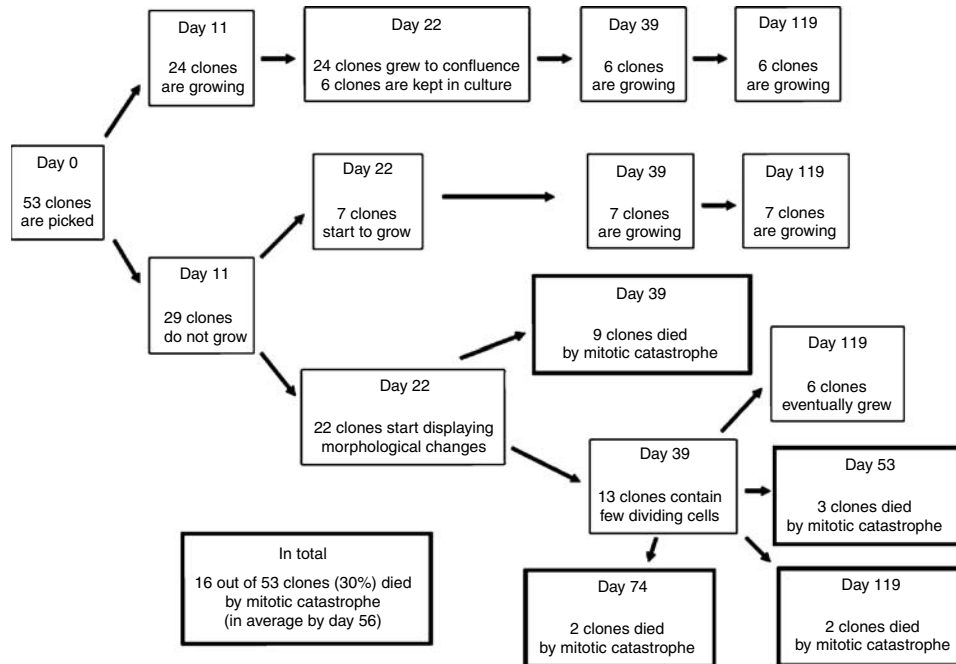 Day 11
24 clones
are growing
Day 22
24 clones grew to confluence
6 clones are kept in culture
Day 39
6 clones
are growing
Day 119
6 clones
are growing
Day 0
53 clones
are picked
Day 22
7 clones
start to grow
Day 39
7 clones
are growing
Day 119
7 clones
are growing
Day 11
29 clones
do not grow
Day 39
9 clones died
by mitotic catastrophe
Day 119
6 clones
eventually grew
Day 22
22 clones start displaying
morphological changes
Day 39
13 clones contain
few dividing cells
Day 53
3 clones died
by mitotic catastrophe
In total
16 out of 53 clones (30%) died
by mitotic catastrophe
(in average by day 56)
Day 74
2 clones died
by mitotic catastrophe
Day 119
2 clones died
by mitotic catastrophe